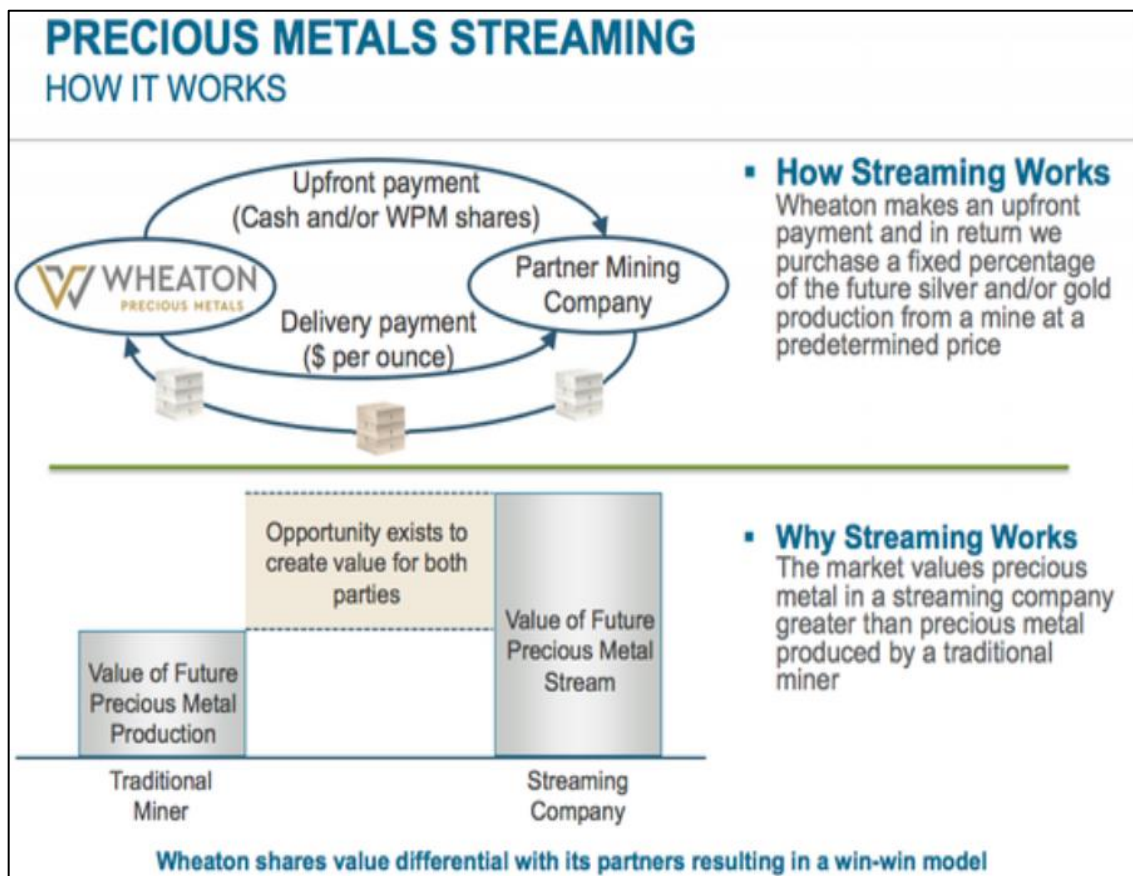 PRECIOUS METALS STREAMING
HOW IT WORKS
Upfront payment
(Cash and/or WPM shares)
WHEATON
PRECIOUS METALS
Partner Mining
Company
Delivery payment
($ per ounce)
▪ How Streaming Works
Wheaton makes an upfront
payment and in return we
purchase a fixed percentage
of the future silver and/or gold
production from a mine at a
predetermined price
Opportunity exists to
create value for both
parties
Value of Future
Precious Metal
Production
Value of Future
Precious Metal
Stream
Traditional
Miner
Streaming
Company
▪ Why Streaming Works
The market values precious
metal in a streaming company
greater than precious metal
produced by a traditional
miner
Wheaton shares value differential with its partners resulting in a win-win model